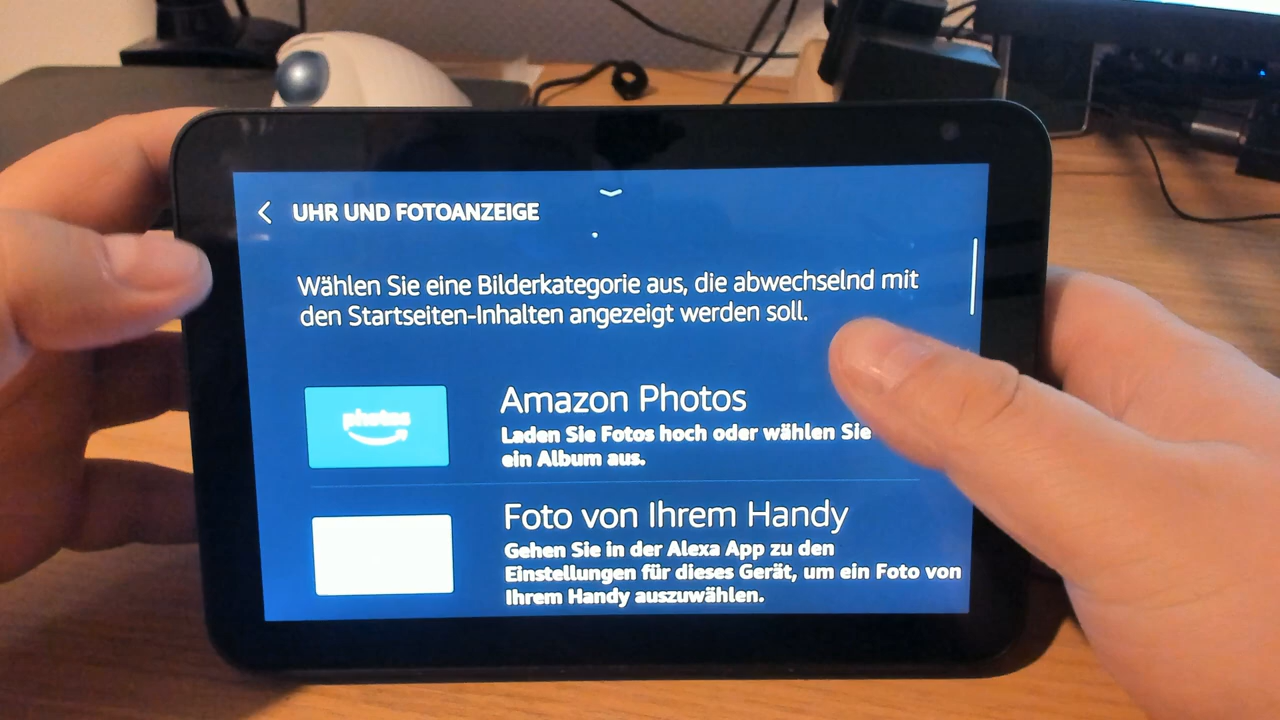 UHR UND FOTOANZEIGE
Wählen Sie eine Bilderkategorie aus, die abwechselnd mit
den Startseiten-Inhalten angezeigt werden soll.
photos
Amazon Photos
Laden Sie Fotos hoch oder wählen Sie
ein Album aus.
Foto von Ihrem Handy
Gehen Sie in der Alexa App zu den
Einstellungen für dieses Gerät, um ein Foto von
Ihrem Handy auszuwählen.